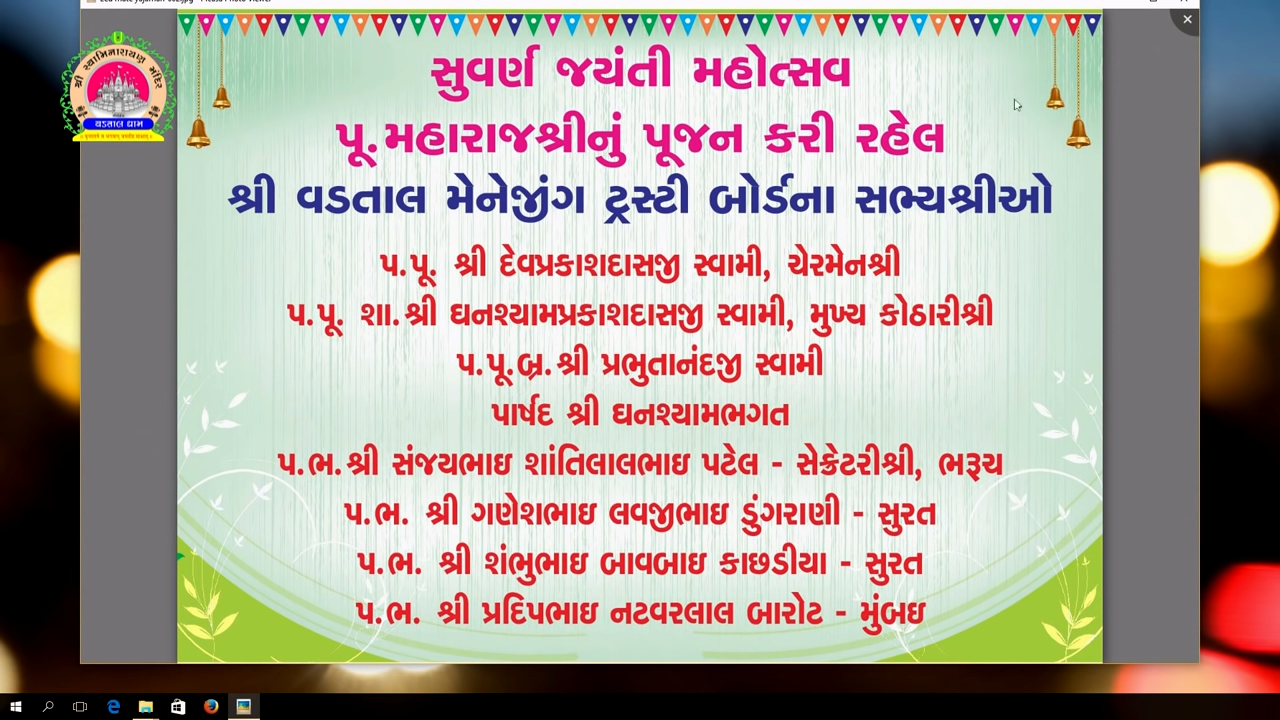 સુવર્ણ જયંતી મહોત્સવ
પૂ.મહારાજશ્રીનું પૂજન કરી રહેલ
શ્રી વડતાલ મેનેજીંગ ટ્રસ્ટી બોર્ડના સભ્યશ્રીઓ
પ.પૂ. શ્રી દેવપ્રકાશદાસજી સ્વામી, ચેરમેનશ્રી
પ.પૂ. શા.શ્રી ઘનશ્યામપ્રકાશદાસજી સ્વામી, મુખ્ય કોઠારીશ્રી
પ.પૂ.બ્ર.શ્રી પ્રભુતાનંદજી સ્વામી
પાર્ષદ શ્રી ઘનશ્યામભગત
પ.ભ.શ્રી સંજયભાઇ શાંતિલાલભાઇ પટેલ - સેક્રેટરીશ્રી, ભરૂચ
પ.ભ. શ્રી ગણેશભાઇ લવજીભાઇ ડુંગરાણી - સુરત
પ.ભ. શ્રી શંભુભાઇ બાવબાઇ કાછડીયા - સુરત
પ.ભ. શ્રી પ્રદિપભાઇ નટવરલાલ બારોટ - મુંબઇ
શ્રી સ્વામિનારાયણ મંદિર
વડતાલ ધામ